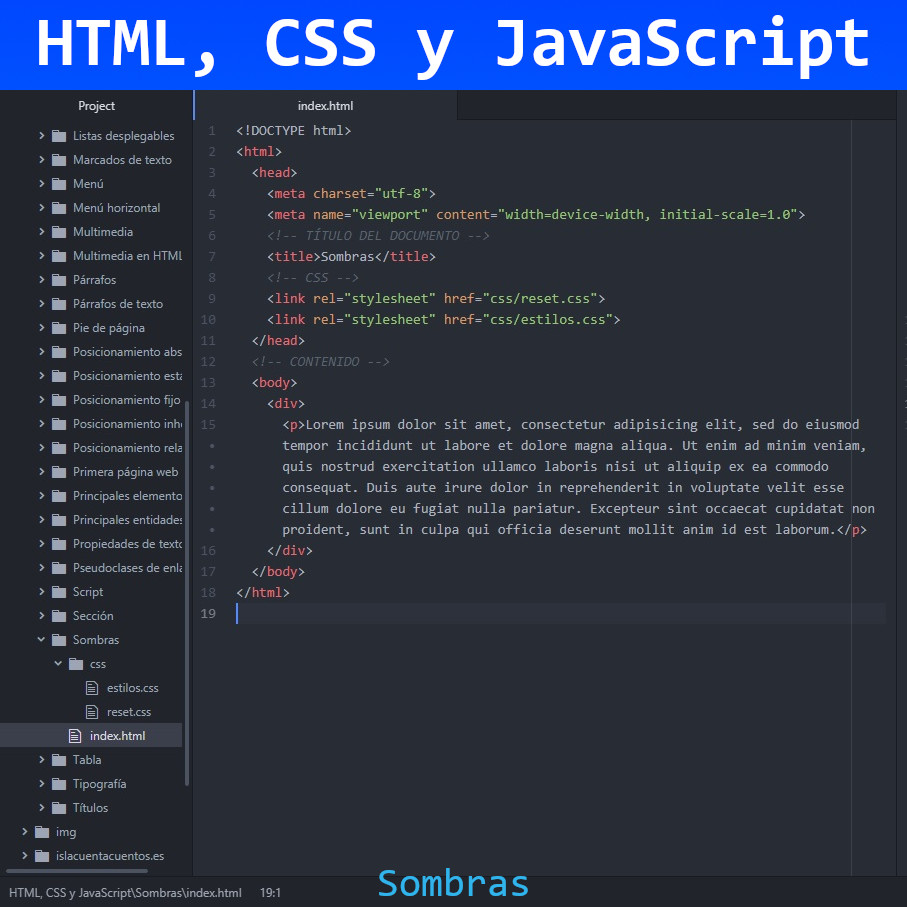 HTML, CSS y JavaScript
Project
Listas desplegables
Marcados de texto
Menú
Menú horizontal
Multimedia
Multimedia en HTML
Párrafos
Párrafos de texto
Pie de página
Posicionamiento abs
Posicionamiento está
Posicionamiento fijo
Posicionamiento inh
Posicionamiento rela
Primera página web
Principales elemento
Principales entidades
Propiedades de texto
Pseudoclases de enla
Script
Sección
Sombras
css
estilos.css
reset.css
index.html
Tabla
Tipografía
Títulos
img
islacuentacuentos.es
index.html
1 <!DOCTYPE html>
2 <html>
3 <head>
4 <meta charset="utf-8">
5 <meta name="viewport" content="width=device-width, initial-scale=1.0">
6 <!-- TÍTULO DEL DOCUMENTO -->
7 <title>Sombras</title>
8 <!-- CSS -->
9 <link rel="stylesheet" href="css/reset.css">
10 <link rel="stylesheet" href="css/estilos.css">
11 </head>
12 <!-- CONTENIDO -->
13 <body>
14 <div>
15 <p>Lorem ipsum dolor sit amet, consectetur adipisicing elit, sed do eiusmod
• tempor incididunt ut labore et dolore magna aliqua. Ut enim ad minim veniam,
• quis nostrud exercitation ullamco laboris nisi ut aliquip ex ea commodo
• consequat. Duis aute irure dolor in reprehenderit in voluptate velit esse
• cillum dolore eu fugiat nulla pariatur. Excepteur sint occaecat cupidatat non
• proident, sunt in culpa qui officia deserunt mollit anim id est laborum.</p>
16 </div>
17 </body>
18 </html>
19
HTML, CSS y JavaScript\Sombras\index.html 19:1
Sombras